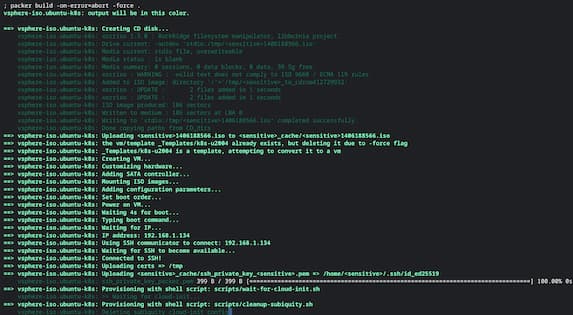 ; packer build -on-error=abort -force .
vsphere-iso.ubuntu-k8s: output will be in this color.
==> vsphere-iso.ubuntu-k8s: Creating CD disk...
vsphere-iso.ubuntu-k8s: xorriso 1.5.0 : RockRidge filesystem manipulator, libburnia project.
vsphere-iso.ubuntu-k8s: Drive current: -outdev 'stdio:/tmp/<sensitive>1406188566.iso'
vsphere-iso.ubuntu-k8s: Media current: stdio file, overwriteable
vsphere-iso.ubuntu-k8s: Media status : is blank
vsphere-iso.ubuntu-k8s: Media summary: 0 sessions, 0 data blocks, 0 data, 30.5g free
vsphere-iso.ubuntu-k8s: xorriso : WARNING : -volid text does not comply to ISO 9660 / ECMA 119 rules
vsphere-iso.ubuntu-k8s: Added to ISO image: directory '/'='/tmp/<sensitive>
vsphere-iso.ubuntu-k8s: xorriso : UPDATE : 2 files added in 1 seconds
vsphere-iso.ubuntu-k8s: xorriso : UPDATE : 2 files added in 1 seconds
vsphere-iso.ubuntu-k8s: ISO image produced: 186 sectors
vsphere-iso.ubuntu-k8s: Written to medium : 186 sectors at LBA 0
vsphere-iso.ubuntu-k8s: Writing to 'stdio:/tmp/<sensitive>1406188566.iso' completed successfully.
vsphere-iso.ubuntu-k8s: Done copying paths from CD_dirs
==> vsphere-iso.ubuntu-k8s: Uploading <sensitive>1406188566.iso to <sensitive>_cache/<sensitive>1406188566.iso
==> vsphere-iso.ubuntu-k8s: the vm/template _Templates/k8s-u2004 already exists, but deleting it due to -force flag
==> vsphere-iso.ubuntu-k8s: _Templates/k8s-u2004 is a template, attempting to convert it to a vm
==> vsphere-iso.ubuntu-k8s: Creating VM...
==> vsphere-iso.ubuntu-k8s: Customizing hardware...
==> vsphere-iso.ubuntu-k8s: Adding SATA controller...
==> vsphere-iso.ubuntu-k8s: Mounting ISO images...
==> vsphere-iso.ubuntu-k8s: Adding configuration parameters...
==> vsphere-iso.ubuntu-k8s: Set boot order...
==> vsphere-iso.ubuntu-k8s: Power on VM...
==> vsphere-iso.ubuntu-k8s: Waiting 4s for boot...
==> vsphere-iso.ubuntu-k8s: Typing boot command...
==> vsphere-iso.ubuntu-k8s: Waiting for IP...
==> vsphere-iso.ubuntu-k8s: IP address: 192.168.1.134
==> vsphere-iso.ubuntu-k8s: Using SSH communicator to connect: 192.168.1.134
==> vsphere-iso.ubuntu-k8s: Waiting for SSH to become available...
==> vsphere-iso.ubuntu-k8s: Connected to SSH!
==> vsphere-iso.ubuntu-k8s: Uploading certs => /tmp
==> vsphere-iso.ubuntu-k8s: Uploading <sensitive>_cache/ssh_private_key_<sensitive>.pem => /home/<sensitive>/.ssh/id_ed25519
vsphere-iso.ubuntu-k8s: ssh_private_key_packer.pem 399 B / 399 B [====] 100.00% 0s
==> vsphere-iso.ubuntu-k8s: Provisioning with shell script: scripts/wait-for-cloud-init.sh
vsphere-iso.ubuntu-k8s: >> Waiting for cloud-init...
==> vsphere-iso.ubuntu-k8s: Provisioning with shell script: scripts/cleanup-subiquity.sh
vsphere-iso.ubuntu-k8s: Deleting subiquity cloud-init config